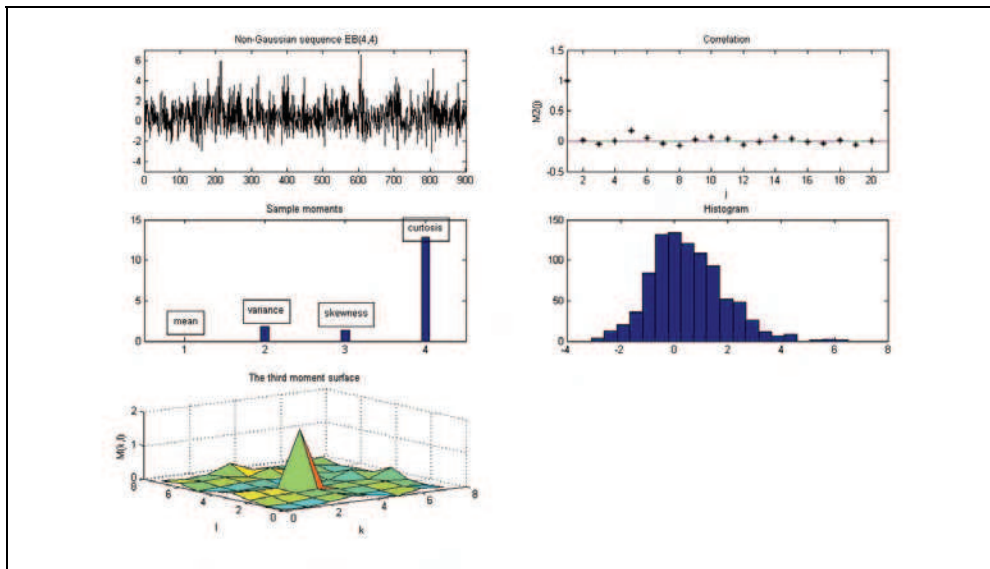 Non-Gaussian sequence EB(4,4)
6
4
2
0
-2
-4
0 100 200 300 400 500 600 700 800 900
Correlation
M2(j)
1.5
1
0.5
0
-0.5
2 4 6 8 10 12 14 16 18 20
j
Sample moments
15
10
5
0
mean
variance
skewness
curtosis
1 2 3 4
Histogram
150
100
50
0
-4 -2 0 2 4 6 8
The third moment surface
M(k,l)
2
1
0
8 6 4 2 0
l
0 2 4 6 8
k